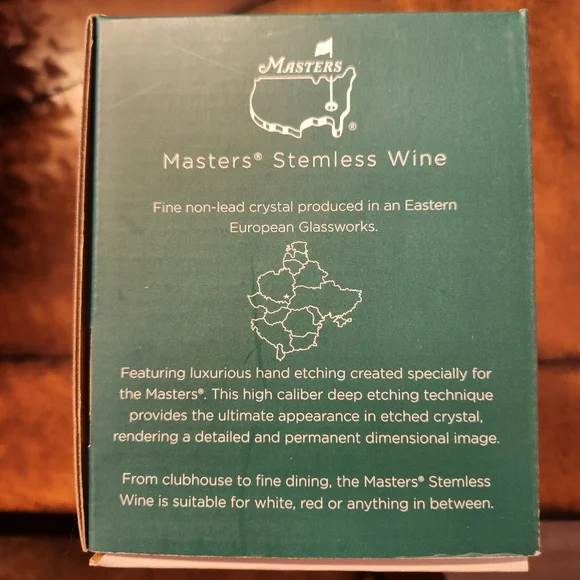 MASTERS
®
Masters® Stemless Wine
Fine non-lead crystal produced in an Eastern
European Glassworks.
Featuring luxurious hand etching created specially for
the Masters®. This high caliber deep etching technique
provides the ultimate appearance in etched crystal,
rendering a detailed and permanent dimensional image.
From clubhouse to fine dining, the Masters® Stemless
Wine is suitable for white, red or anything in between.